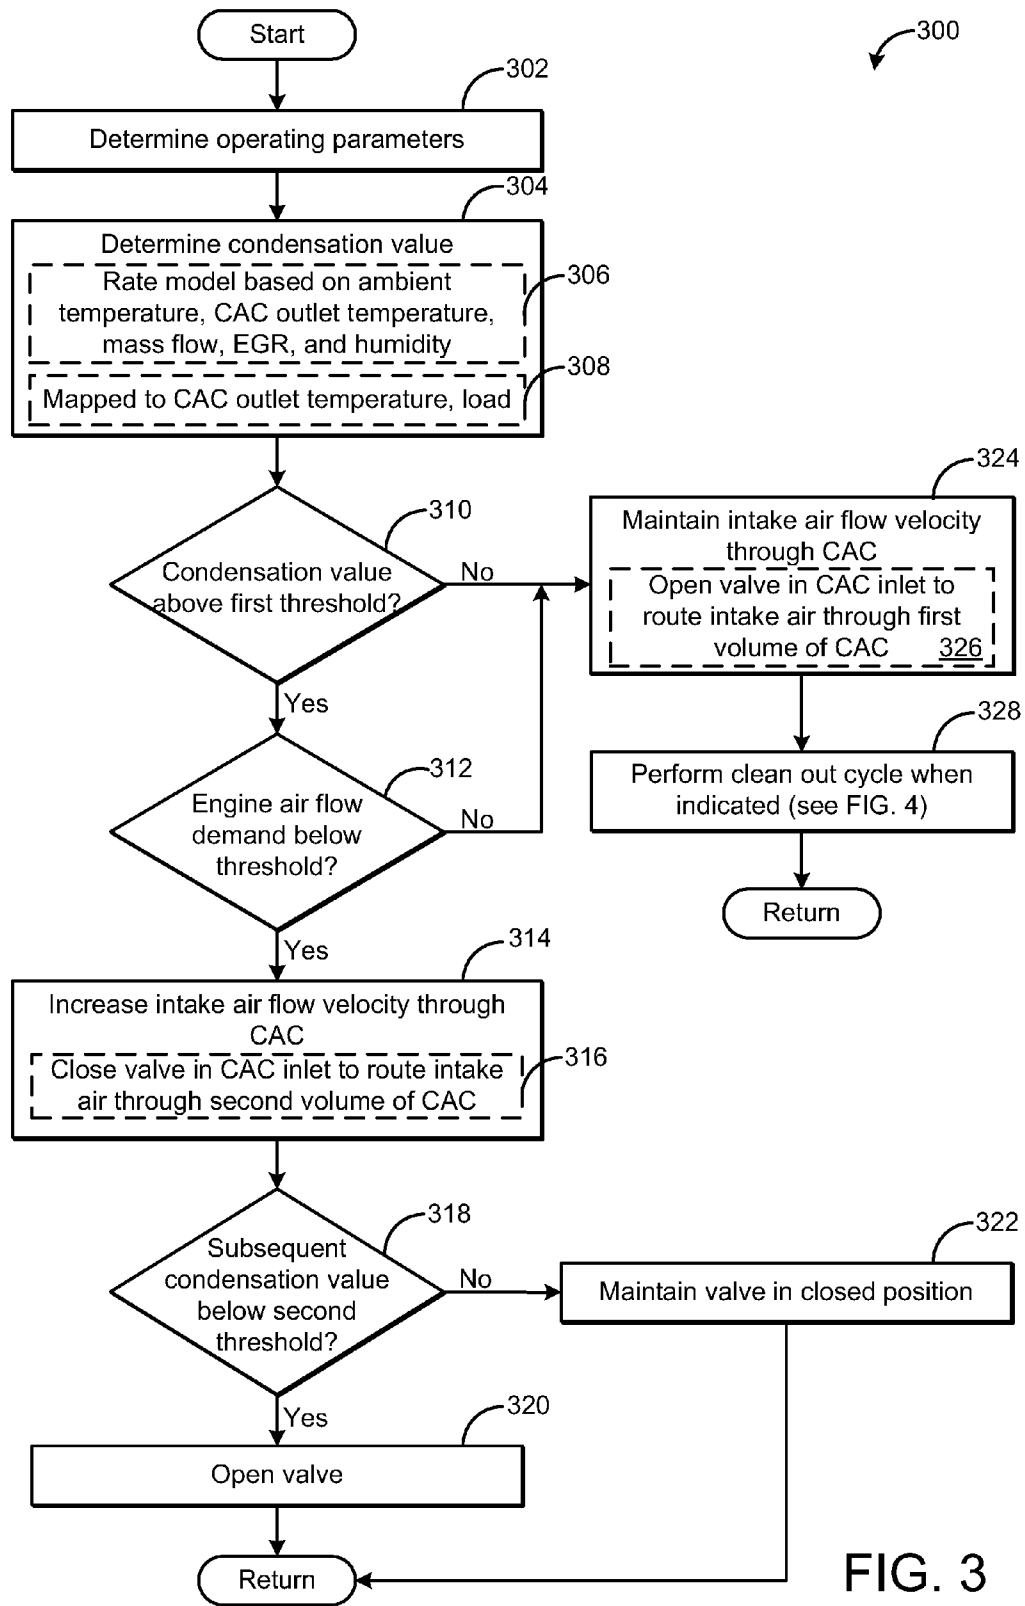 Start
300
302
Determine operating parameters
304
Determine condensation value
306
Rate model based on ambient
temperature, CAC outlet temperature,
mass flow, EGR, and humidity
308
Mapped to CAC outlet temperature, load
310
Condensation value
above first threshold?
No
Yes
324
Maintain intake air flow velocity
through CAC
Open valve in CAC inlet to
route intake air through first
volume of CAC 326
312
Engine air flow
demand below
threshold?
No
Yes
328
Perform clean out cycle when
indicated (see FIG. 4)
Return
314
Increase intake air flow velocity through
CAC
316
Close valve in CAC inlet to route intake
air through second volume of CAC
318
Subsequent
condensation value
below second
threshold?
No
Yes
322
Maintain valve in closed position
320
Open valve
Return
FIG. 3